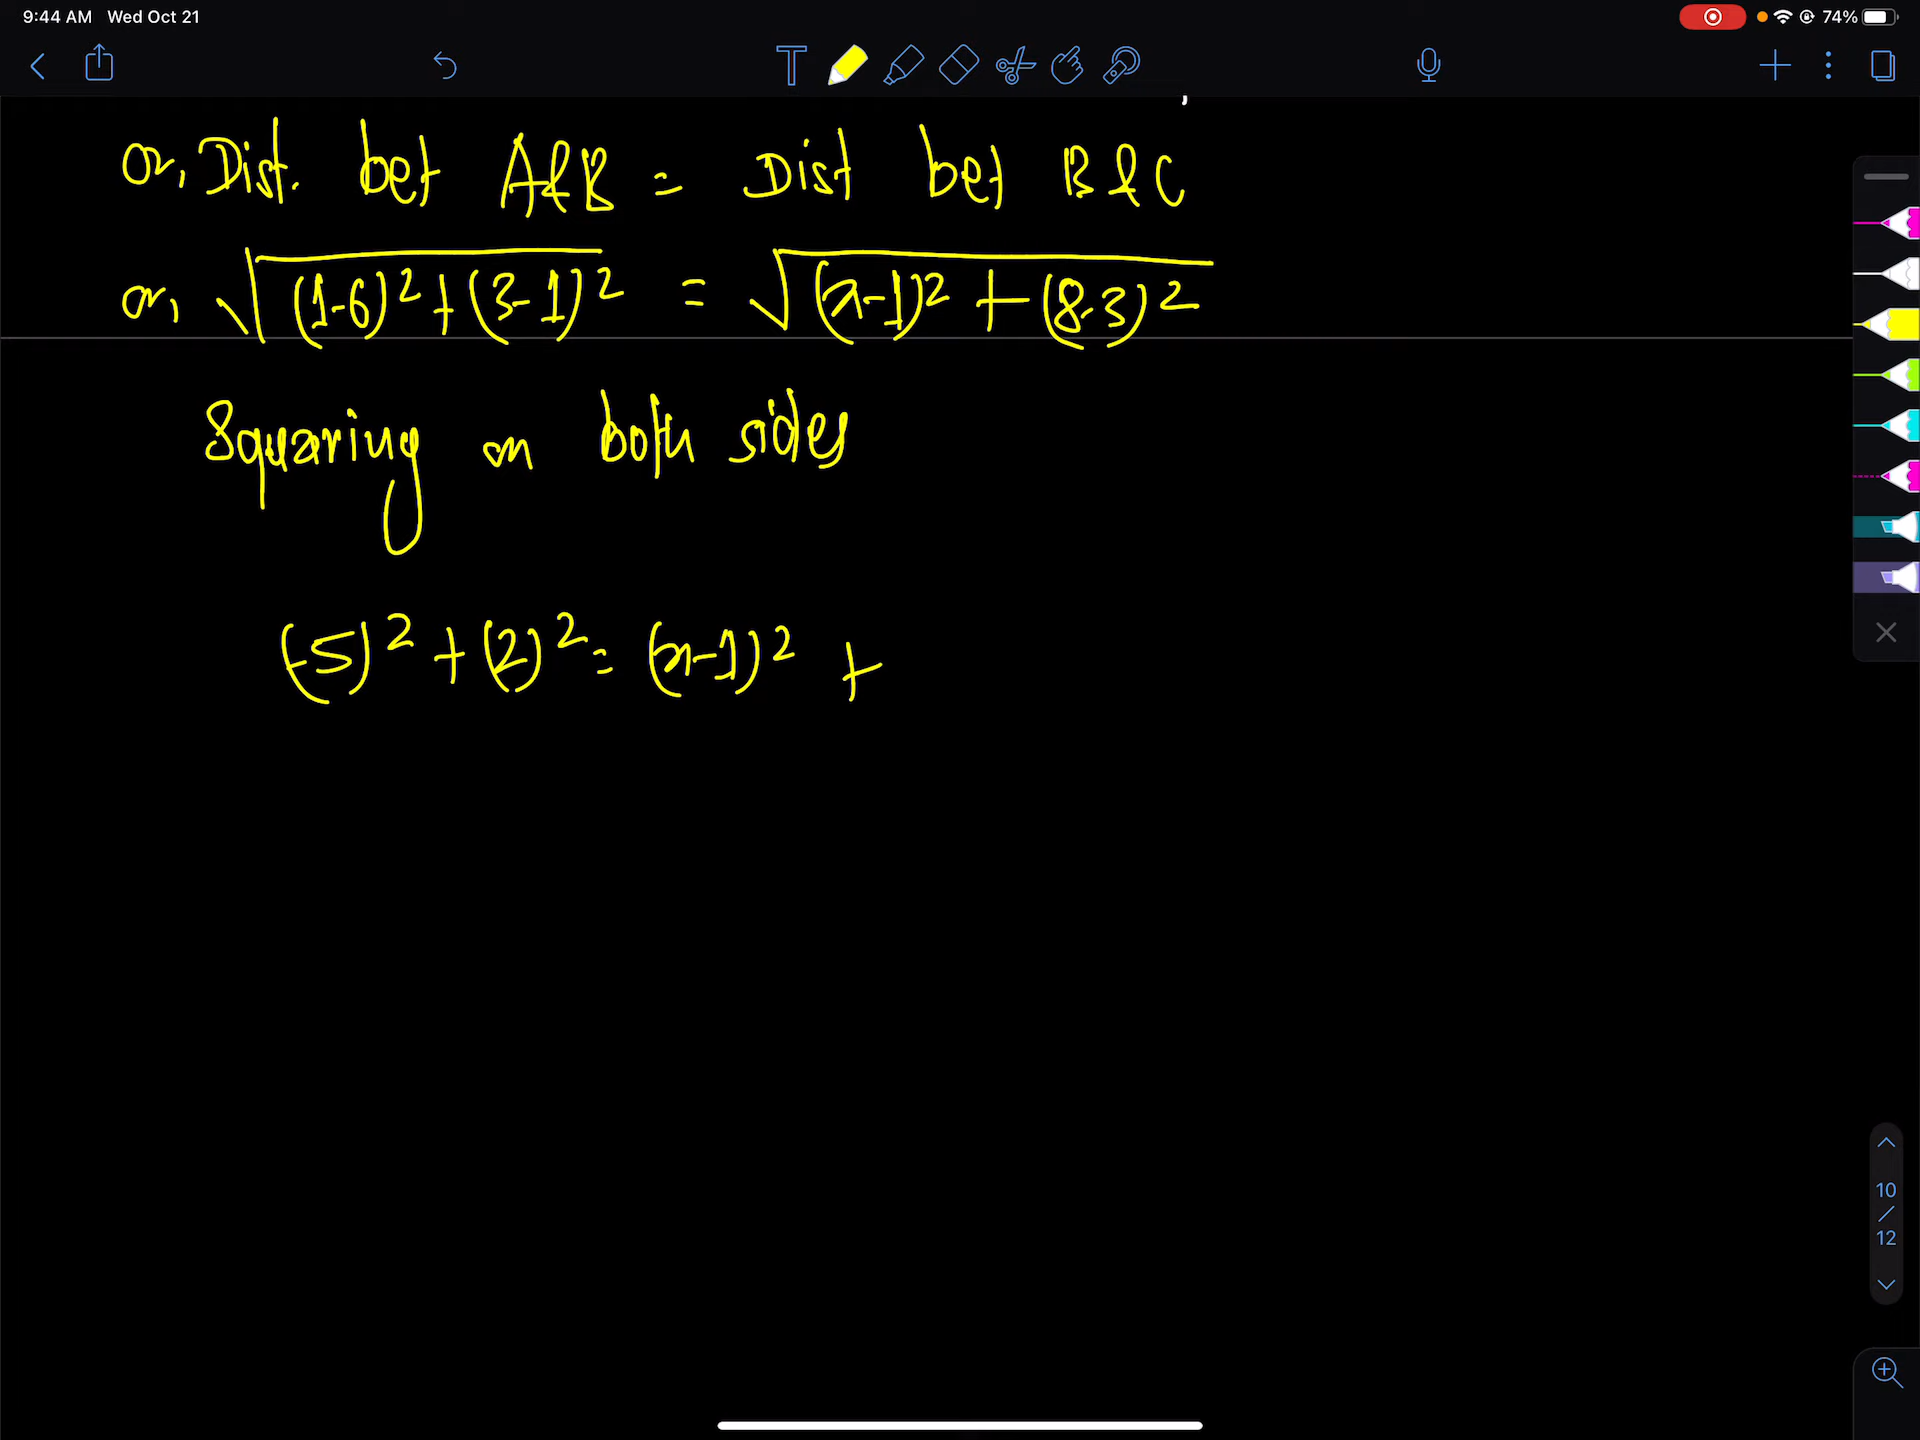 9:44 AM Wed Oct 21
74%
or, Dist. bet A&B = Dist bet B&C
or, √(1-6)²+(3-1)² = √(x-1)²+(8-3)²
Squaring on both sides
(-5)²+(2)² = (x-1)² +
10
/
12